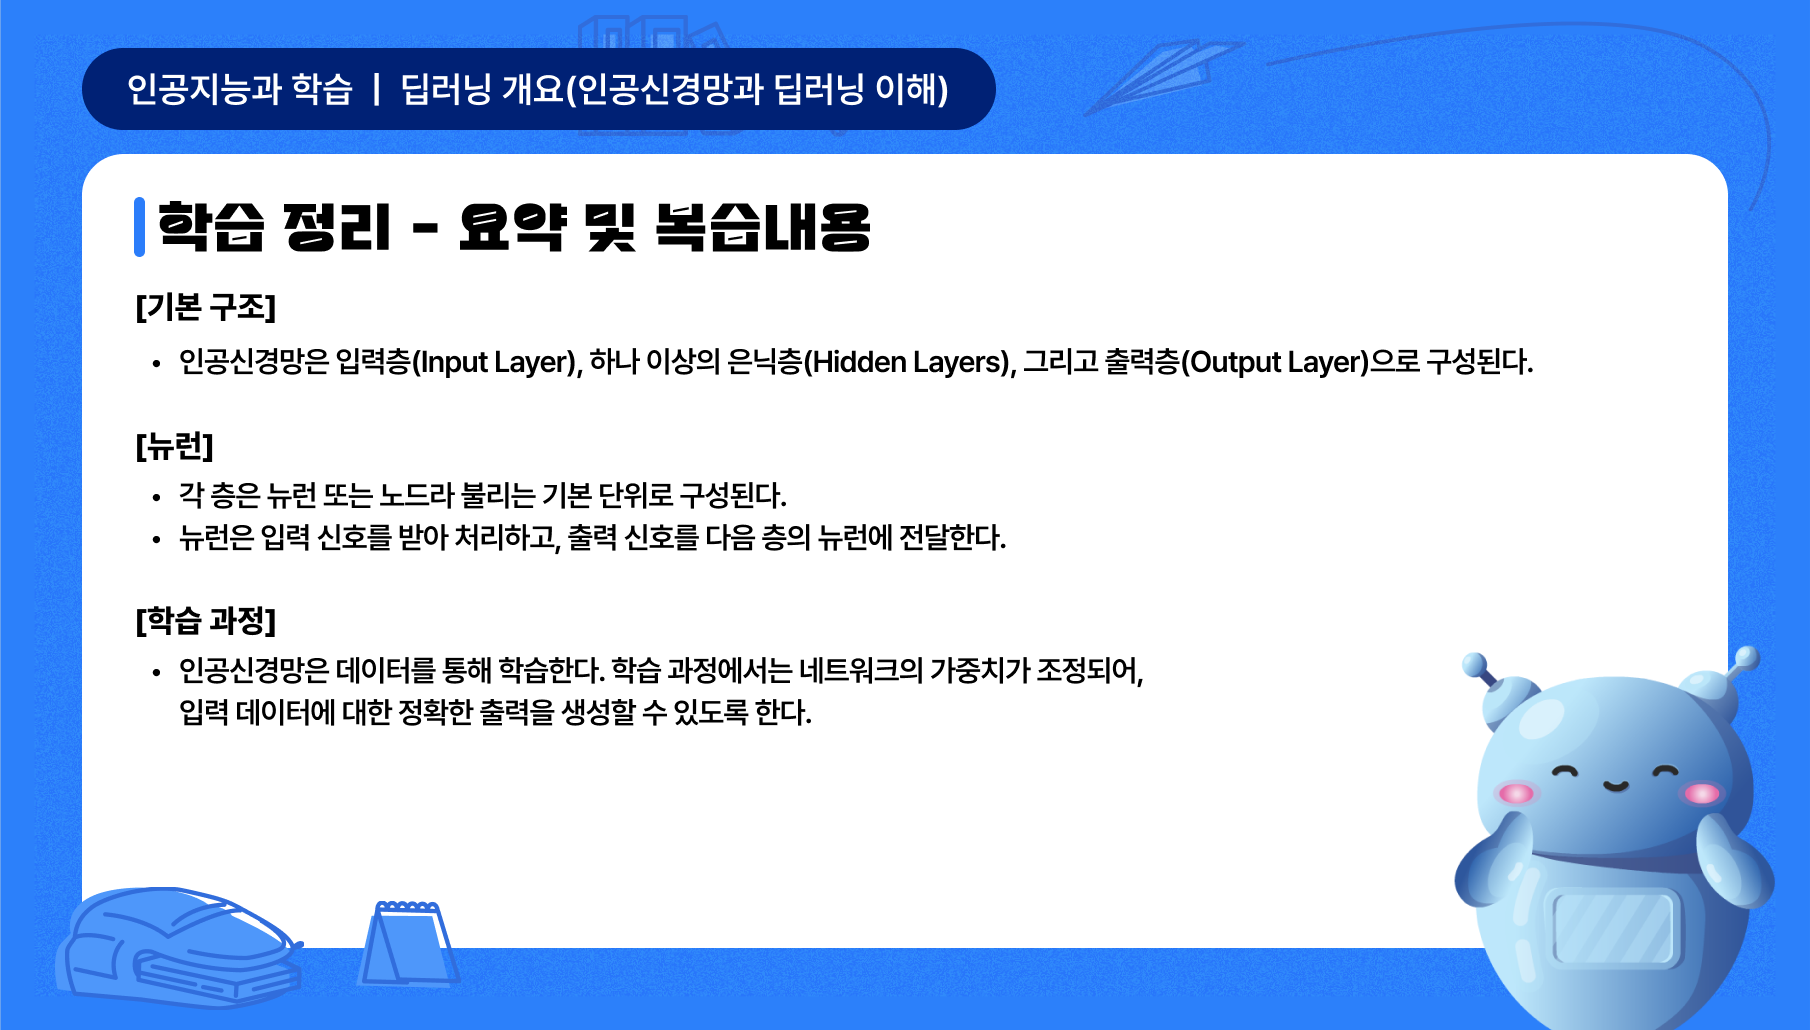 인공지능과 학습 | 딥러닝 개요(인공신경망과 딥러닝 이해)
학습 정리 - 요약 및 복습내용
[기본 구조]
• 인공신경망은 입력층(Input Layer), 하나 이상의 은닉층(Hidden Layers), 그리고 출력층(Output Layer)으로 구성된다.
[뉴런]
• 각 층은 뉴런 또는 노드라 불리는 기본 단위로 구성된다.
• 뉴런은 입력 신호를 받아 처리하고, 출력 신호를 다음 층의 뉴런에 전달한다.
[학습 과정]
• 인공신경망은 데이터를 통해 학습한다. 학습 과정에서는 네트워크의 가중치가 조정되어,
입력 데이터에 대한 정확한 출력을 생성할 수 있도록 한다.